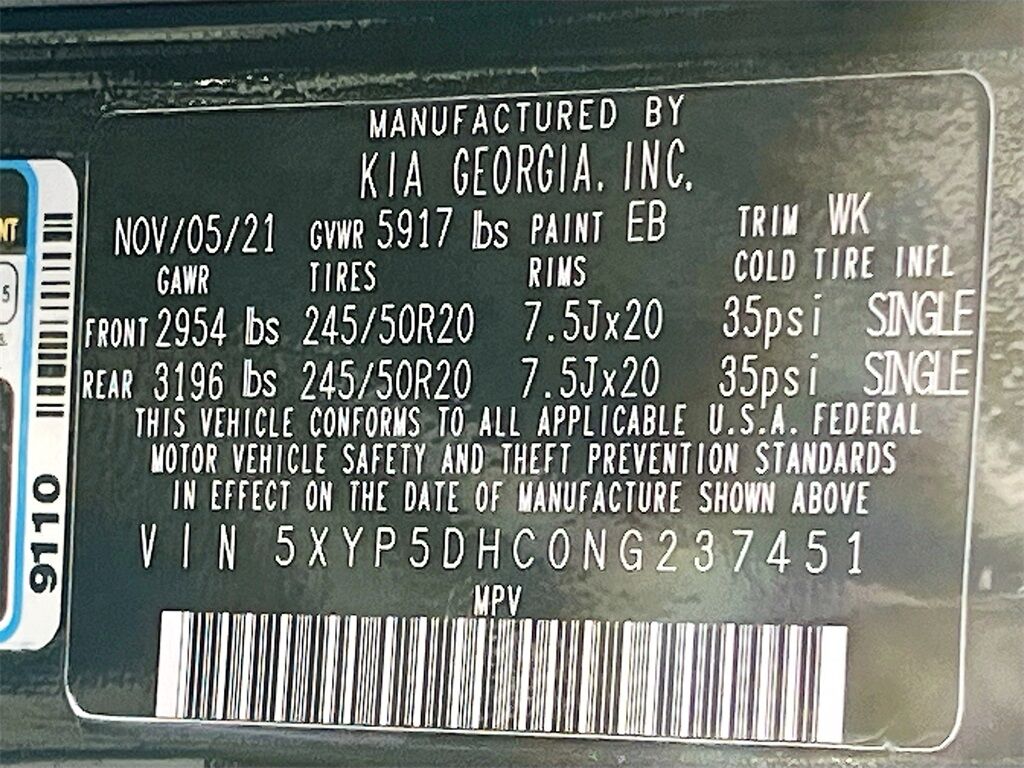 MANUFACTURED BY
KIA GEORGIA. INC.
NOV/05/21 GVWR 5917 lbs PAINT EB TRIM WK
GAWR TIRES RIMS COLD TIRE INFL
FRONT 2954 lbs 245/50R20 7.5Jx20 35psi SINGLE
REAR 3196 lbs 245/50R20 7.5Jx20 35psi SINGLE
THIS VEHICLE CONFORMS TO ALL APPLICABLE U.S.A. FEDERAL
MOTOR VEHICLE SAFETY AND THEFT PREVENTION STANDARDS
IN EFFECT ON THE DATE OF MANUFACTURE SHOWN ABOVE
VIN 5XYP5DHC0NG237451
MPV
9110
NT
5